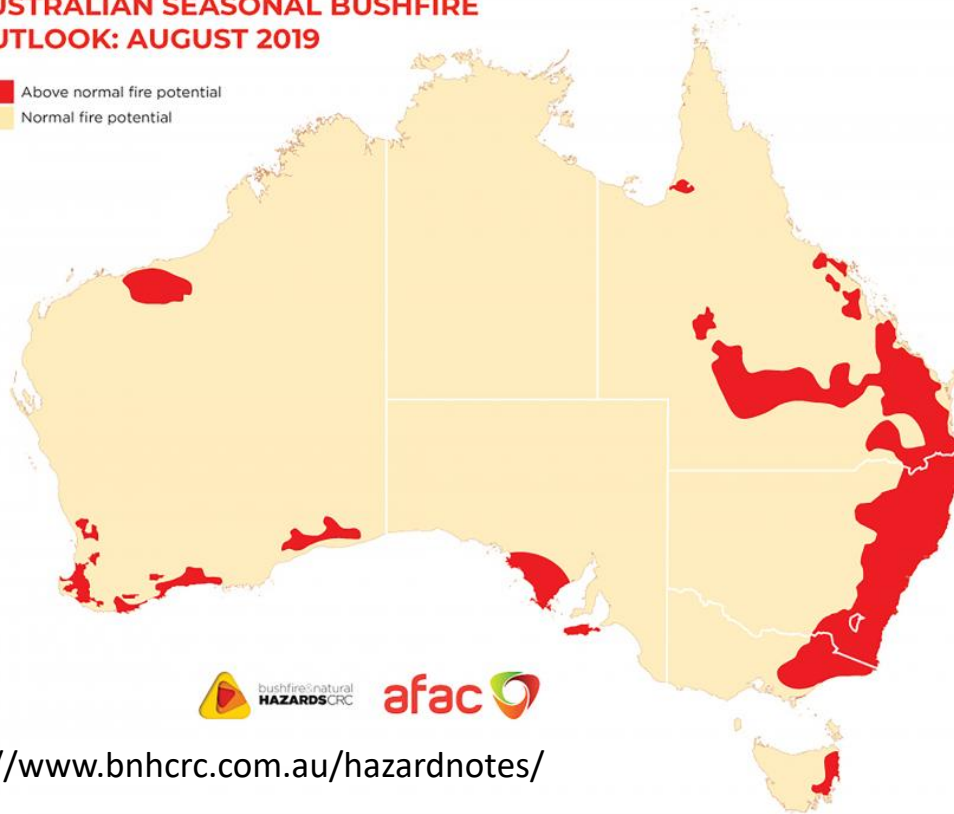 USTRALIAN SEASONAL BUSHFIRE
UTLOOK: AUGUST 2019
Above normal fire potential
Normal fire potential
bushfire&natural
HAZARDSCRC
afac
//www.bnhcrc.com.au/hazardnotes/